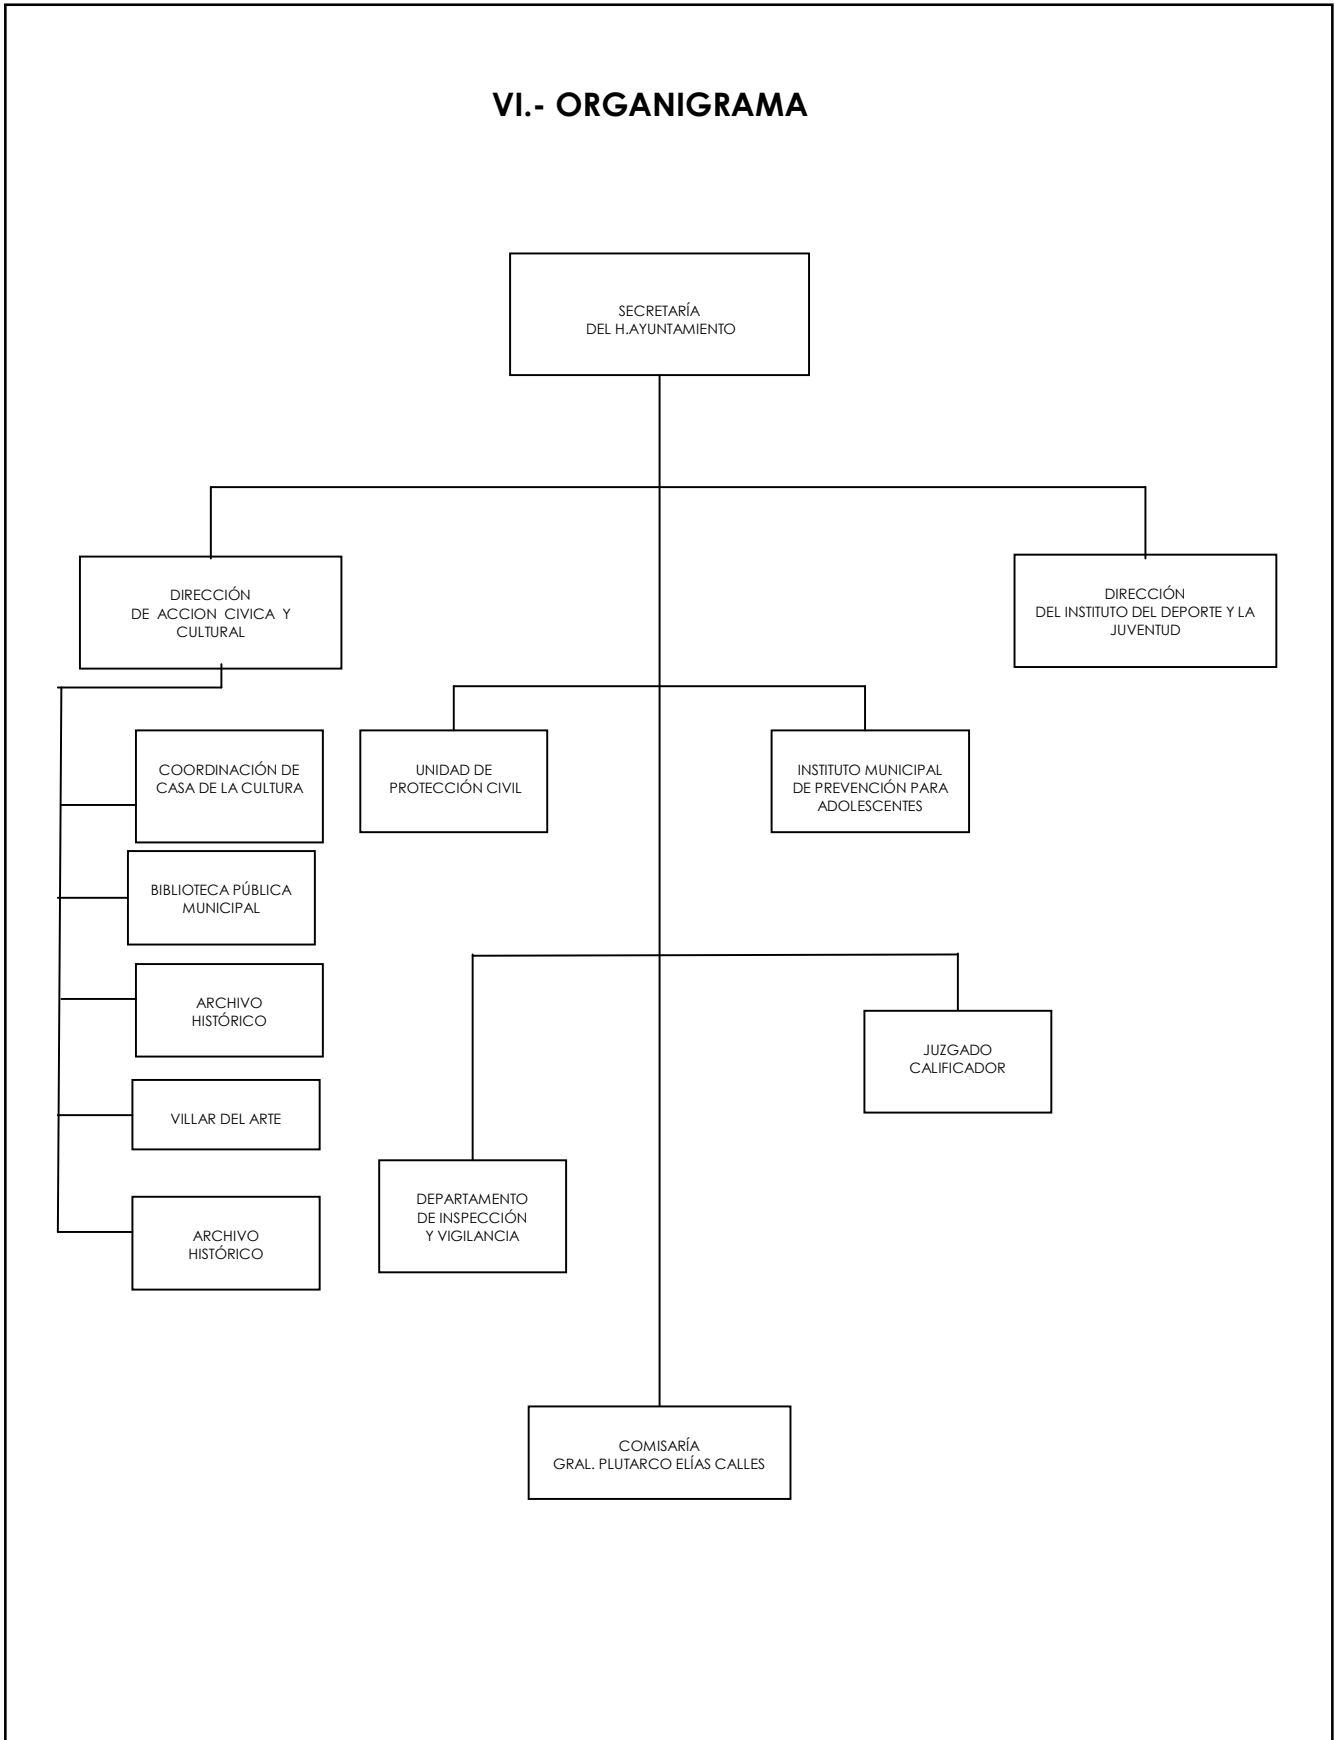 VI.- ORGANIGRAMA
SECRETARÍA
DEL H.AYUNTAMIENTO
DIRECCIÓN
DE ACCION CIVICA Y
CULTURAL
DIRECCIÓN
DEL INSTITUTO DEL DEPORTE Y LA
JUVENTUD
COORDINACIÓN DE
CASA DE LA CULTURA
UNIDAD DE
PROTECCIÓN CIVIL
INSTITUTO MUNICIPAL
DE PREVENCIÓN PARA
ADOLESCENTES
BIBLIOTECA PÚBLICA
MUNICIPAL
ARCHIVO
HISTÓRICO
JUZGADO
CALIFICADOR
VILLAR DEL ARTE
DEPARTAMENTO
DE INSPECCIÓN
Y VIGILANCIA
ARCHIVO
HISTÓRICO
COMISARÍA
GRAL. PLUTARCO ELÍAS CALLES